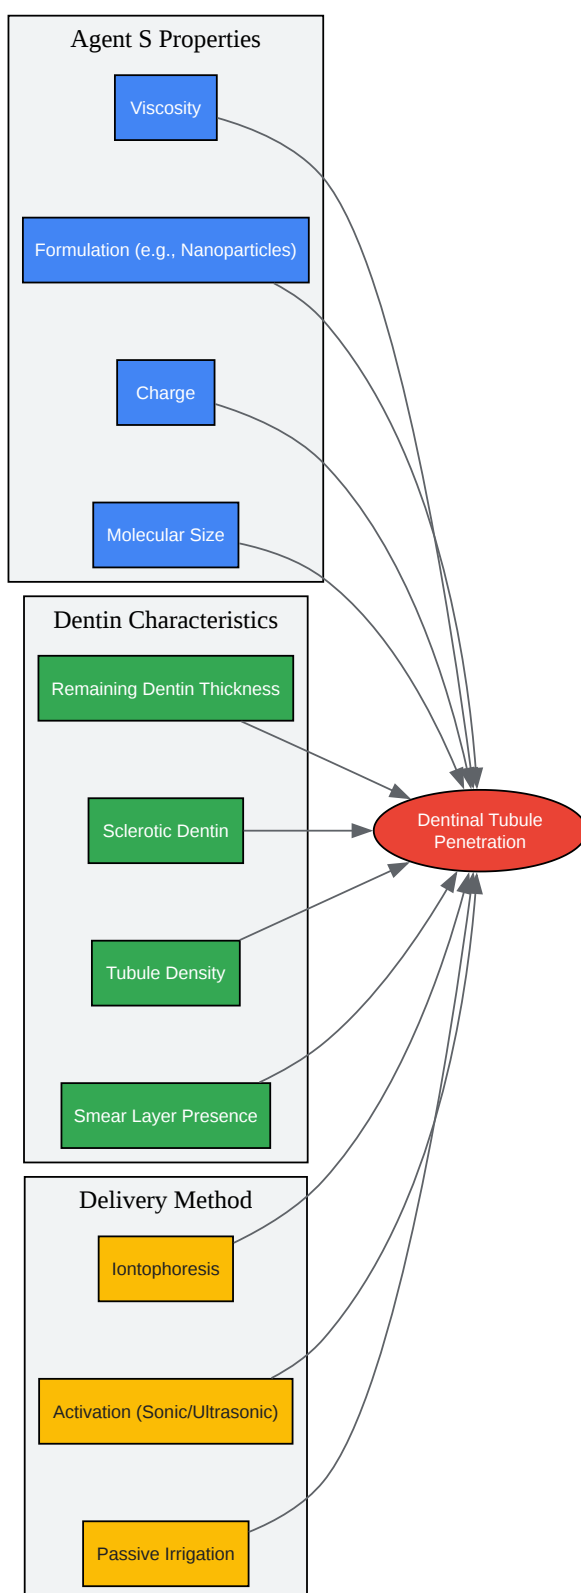 Agent S Properties
Viscosity
Formulation (e.g., Nanoparticles)
Charge
Molecular Size
Dentin Characteristics
Remaining Dentin Thickness
Sclerotic Dentin
Dentinal Tubule
Penetration
Tubule Density
Smear Layer Presence
Delivery Method
Iontophoresis
Activation (Sonic/Ultrasonic)
Passive Irrigation